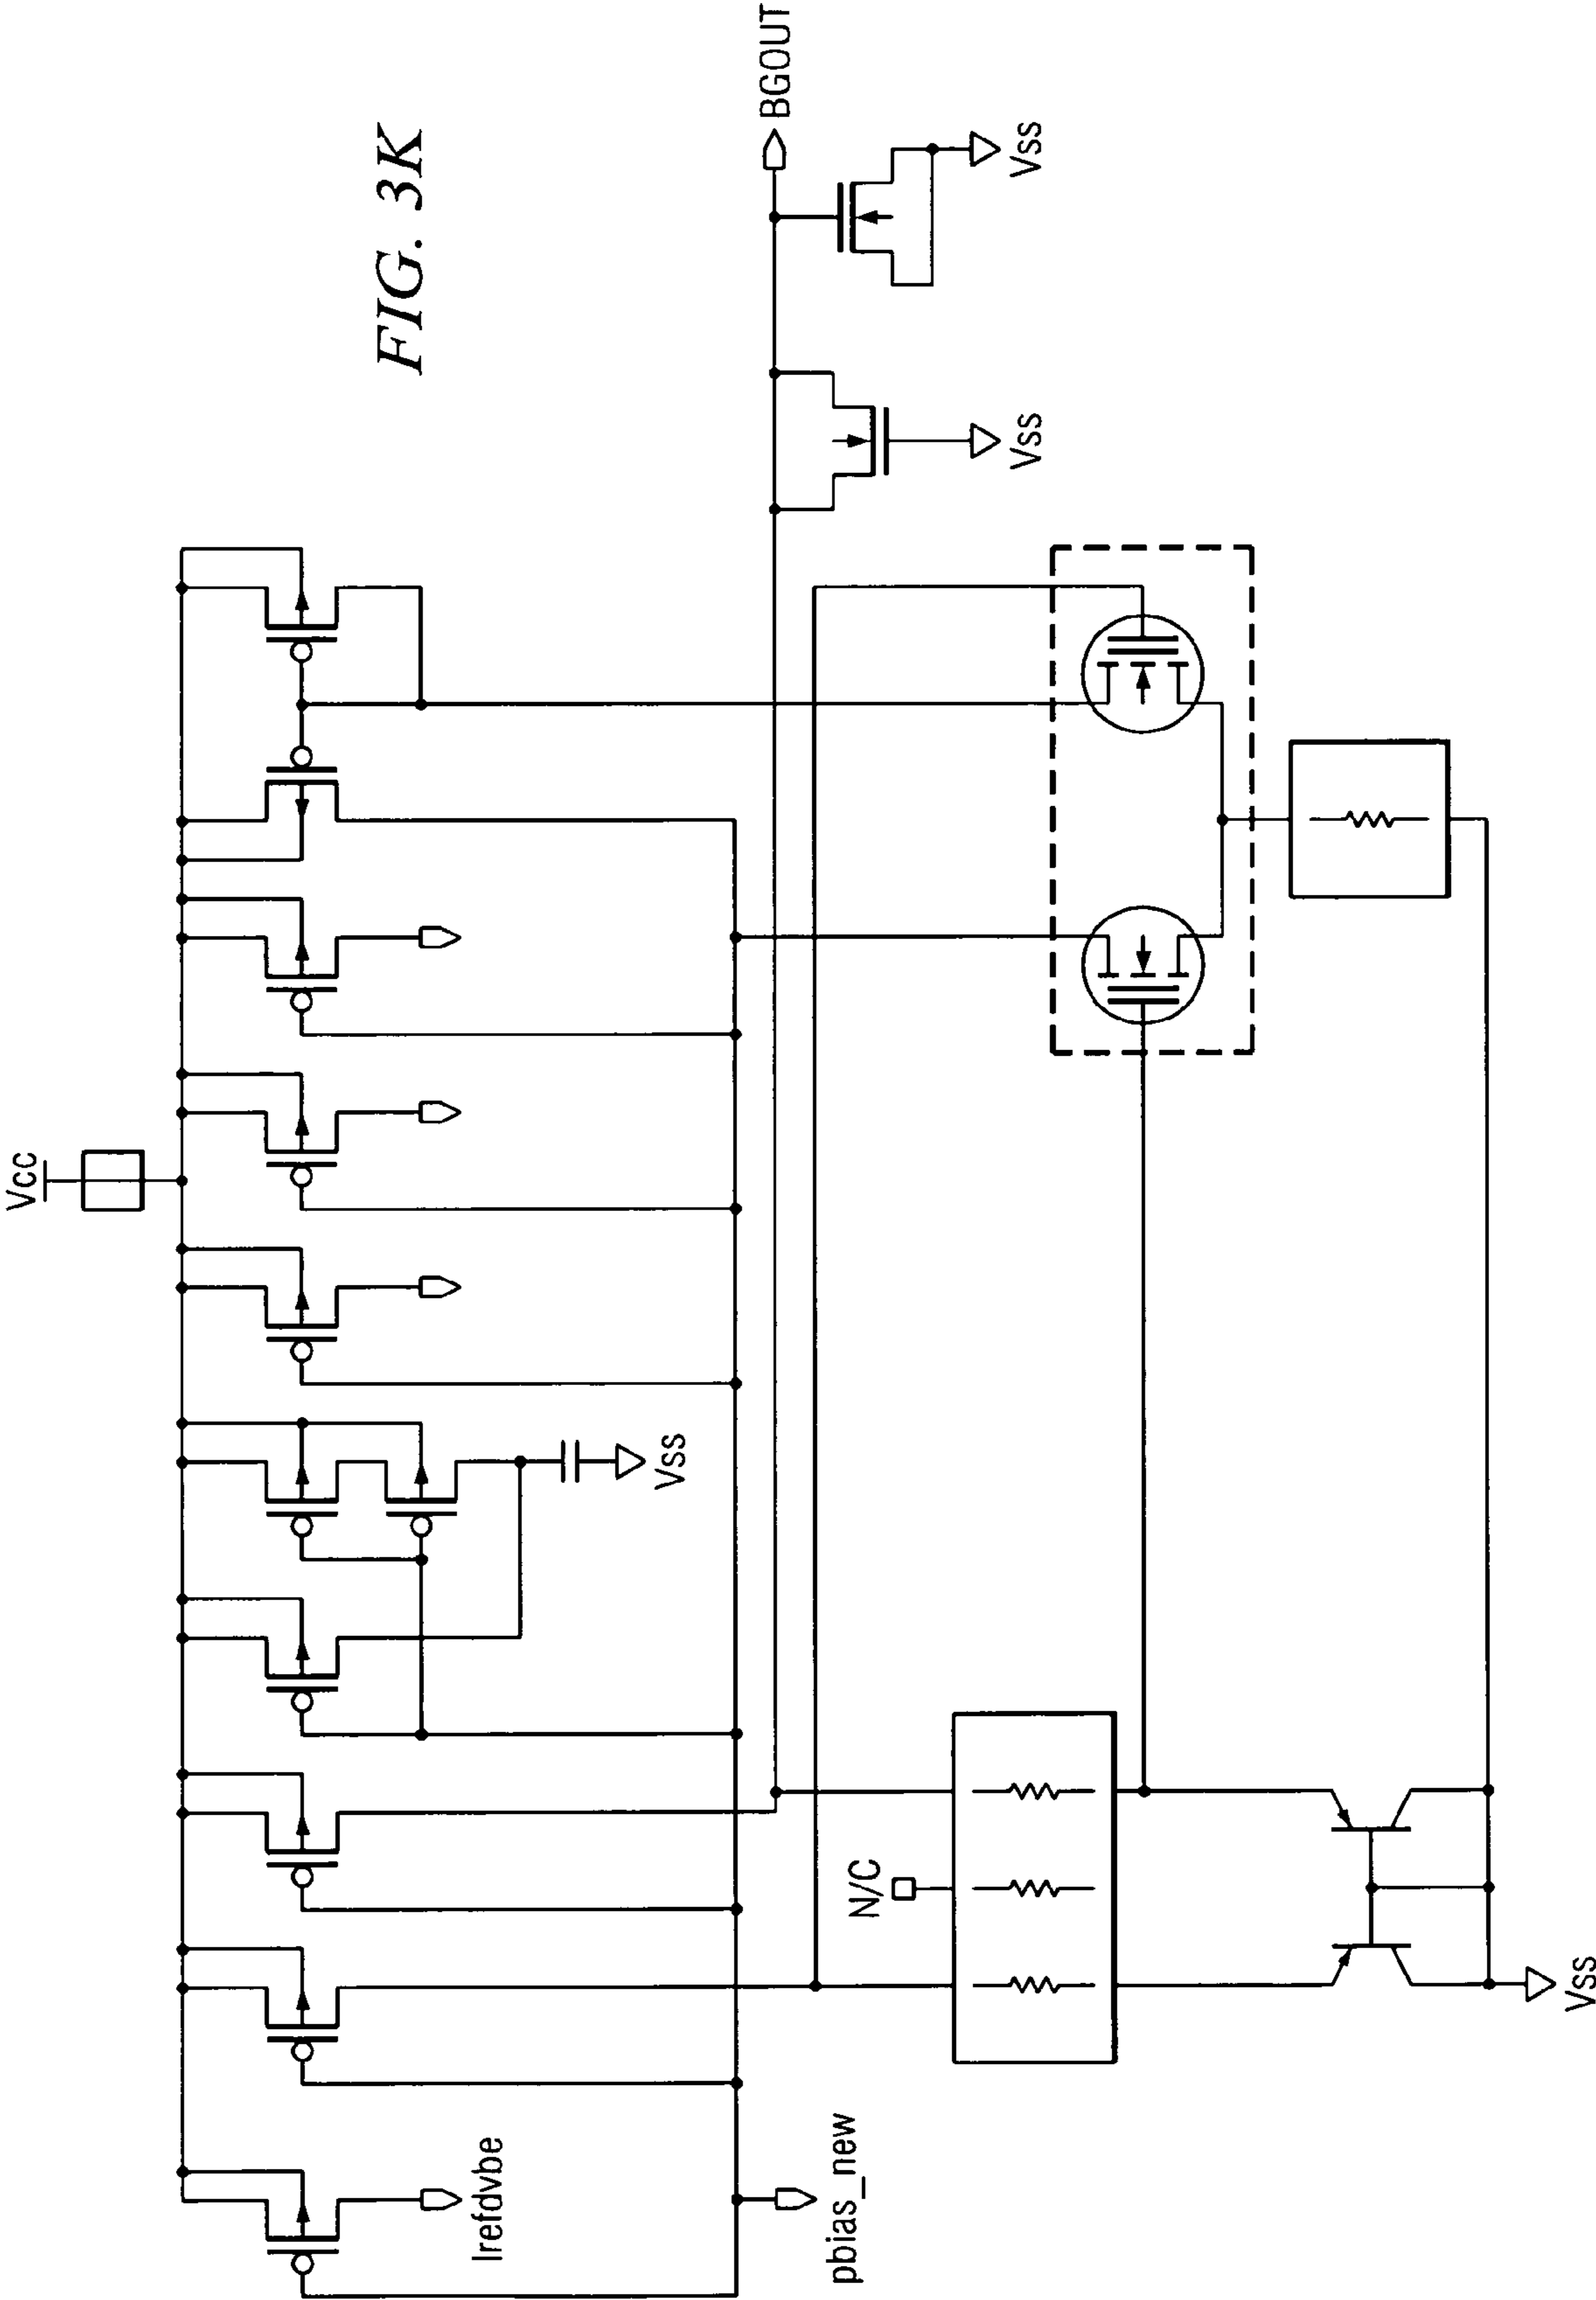 FIG. 3K
Vcc
BGOUT
Vss
Vss
Vss
N/C
Irefdvbe
pbias_new
Vss